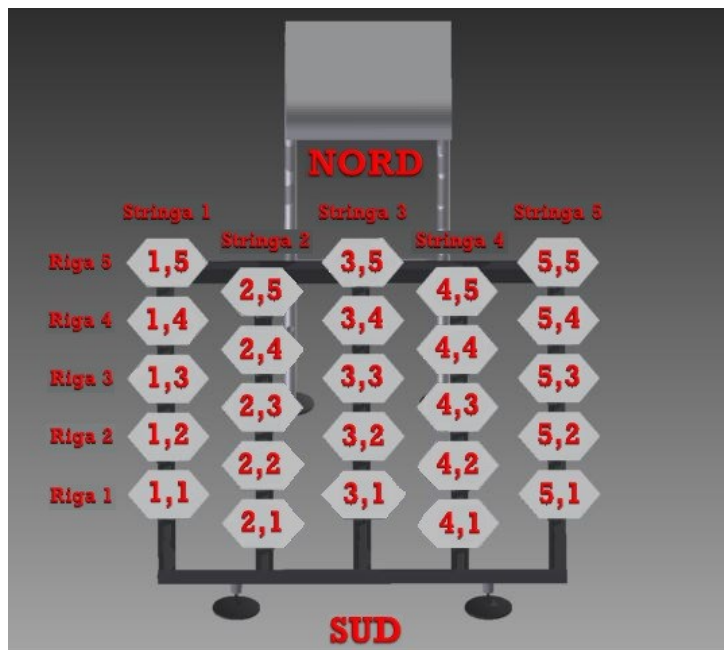 NORD
Stringa 1
Stringa 2
Stringa 3
Stringa 4
Stringa 5
Riga 5
1,5
2,5
3,5
4,5
5,5
Riga 4
1,4
2,4
3,4
4,4
5,4
Riga 3
1,3
2,3
3,3
4,3
5,3
Riga 2
1,2
2,2
3,2
4,2
5,2
Riga 1
1,1
2,1
3,1
4,1
5,1
SUD